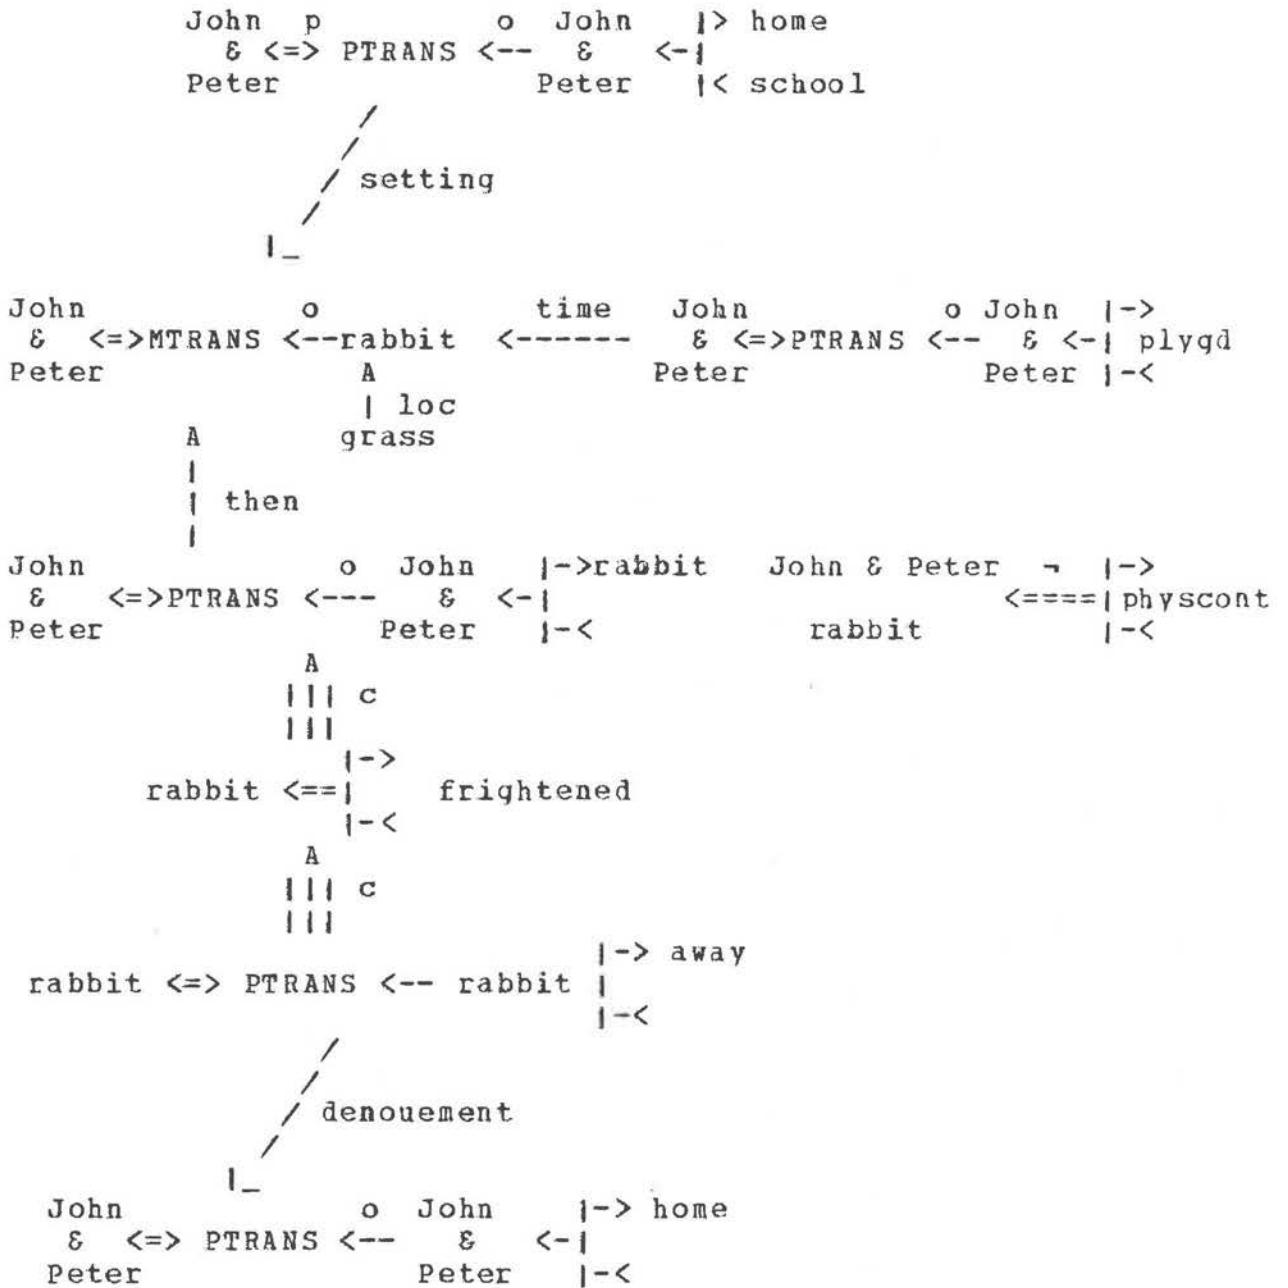 John  p              o  John     |> home
  &  <=> PTRANS <--   &    <-|
Peter                  Peter    |< school
/
/
/ setting
/
|_
John             o             time   John             o John  |->
 &  <=>MTRANS <--rabbit  <------  &  <=>PTRANS <--  & <-| plygd
Peter               A                Peter              Peter |-<
| loc
A        grass
|
| then
|
John               o  John    |->rabbit   John & Peter  ¬  |->
 &   <=>PTRANS <---   &  <-|                      <====| physcont
Peter                Peter   |-<             rabbit         |-<
A
||| c
|||
|->
rabbit <==|    frightened
|-<
A
||| c
|||
|-> away
rabbit <=> PTRANS <-- rabbit |
|-<
/
/
/ denouement
/
|_
John              o  John     |-> home
 &  <=> PTRANS <--   &   <-|
Peter                Peter    |-<